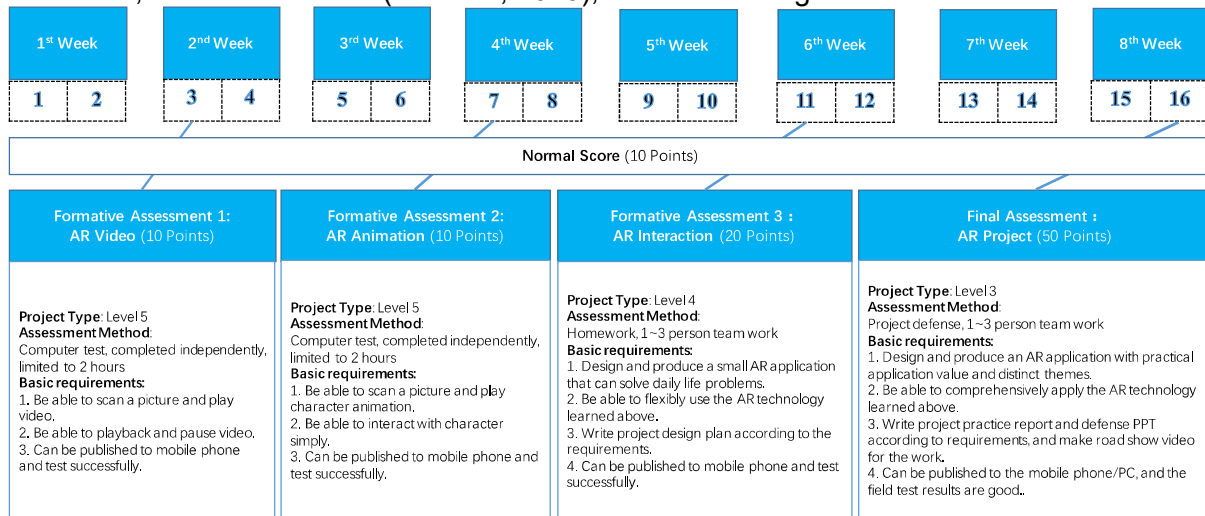 1st Week
2nd Week
3rd Week
4th Week
5th Week
6th Week
7th Week
8th Week
1 2 3 4 5 6 7 8 9 10 11 12 13 14 15 16
Normal Score (10 Points)
Formative Assessment 1:
AR Video (10 Points)
Project Type: Level 5
Assessment Method:
Computer test, completed independently,
limited to 2 hours
Basic requirements:
1. Be able to scan a picture and play
video.
2. Be able to playback and pause video.
3. Can be published to mobile phone
and test successfully.
Formative Assessment 2:
AR Animation (10 Points)
Project Type: Level 5
Assessment Method:
Computer test, completed independently,
limited to 2 hours
Basic requirements:
1. Be able to scan a picture and play
character animation.
2. Be able to interact with character
simply.
3. Can be published to mobile phone and
test successfully.
Formative Assessment 3 :
AR Interaction (20 Points)
Project Type: Level 4
Assessment Method:
Homework, 1~3 person team work
Basic requirements:
1. Design and produce a small AR application
that can solve daily life problems.
2. Be able to flexibly use the AR technology
learned above.
3. Write project design plan according to the
requirements.
4. Can be published to mobile phone and test
successfully.
Final Assessment :
AR Project (50 Points)
Project Type: Level 3
Assessment Method:
Project defense, 1~3 person team work
Basic requirements:
1. Design and produce an AR application with practical
application value and distinct themes.
2. Be able to comprehensively apply the AR technology
learned above.
3. Write project practice report and defense PPT
according to requirements, and make road show video
for the work.
4. Can be published to the mobile phone/PC, and the
field test results are good..